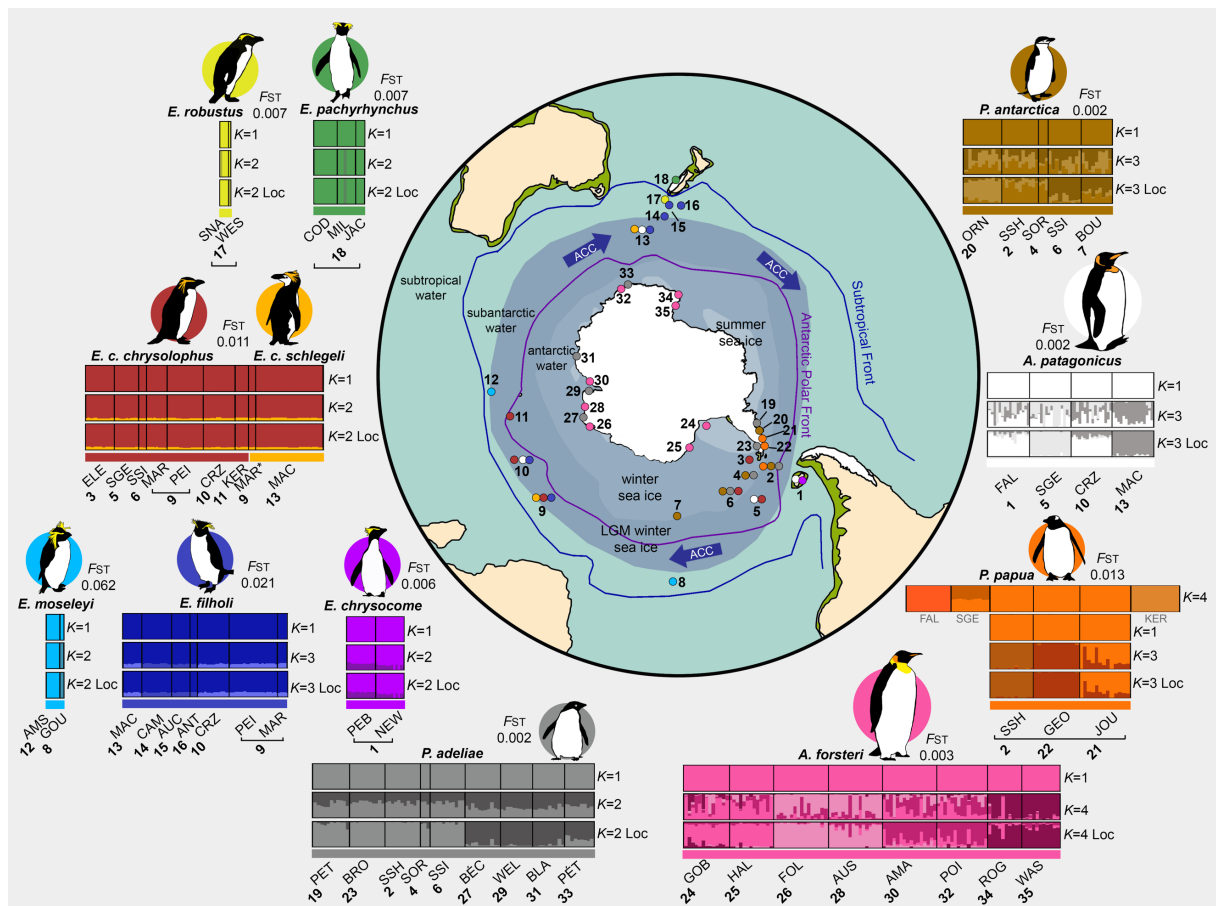 FST
0.007
E. robustus
K=1
K=2
K=2 Loc
SNA
WES
17
FST
0.007
E. pachyrhynchus
K=1
K=2
K=2 Loc
COD
MIL
JAC
18
FST
0.011
E. c. chrysolophus
E. c. schlegeli
K=1
K=2
K=2 Loc
ELE
SGE
SSI
MAR
PEI
CRZ
KER
MAR*
MAC
3
5
6
9
10
11
9
13
FST
0.062
E. moseleyi
K=1
K=2
K=2 Loc
AMS
GOU
12
8
FST
0.021
E. filholi
K=1
K=3
K=3 Loc
MAC
CAM
AUC
ANT
CRZ
PEI
MAR
13
14
15
16
10
9
FST
0.006
E. chrysocome
K=1
K=2
K=2 Loc
PEB
NEW
1
FST
0.002
P. adeliae
K=1
K=2
K=2 Loc
PET
BRO
SSH
SOR
SSI
BÉC
WEL
BLA
PÉT
19
23
2
4
6
27
29
31
33
18
17
16
14
15
13
ACC
ACC
33
32
34
35
subtropical
water
subantarctic
water
antarctic
water
summer
sea ice
Subtropical Front
Antarctic Polar Front
12
31
30
29
28
27
26
11
10
9
24
25
19
20
21
22
23
3
4
2
1
6
5
7
winter
sea ice
LGM winter
sea ice
ACC
8
P. antarctica
FST
0.002
K=1
K=3
K=3 Loc
ORN
SSH
SOR
SSI
BOU
20
2
4
6
7
FST
0.002
A. patagonicus
K=1
K=3
K=3 Loc
FAL
SGE
CRZ
MAC
1
5
10
13
FST
0.013
P. papua
K=4
FAL
SGE
KER
K=1
K=3
K=3 Loc
SSH
GEO
JOU
2
22
21
FST
0.003
A. forsteri
K=1
K=4
K=4 Loc
GOB
HAL
FOL
AUS
AMA
POI
ROG
WAS
24
25
26
28
30
32
34
35